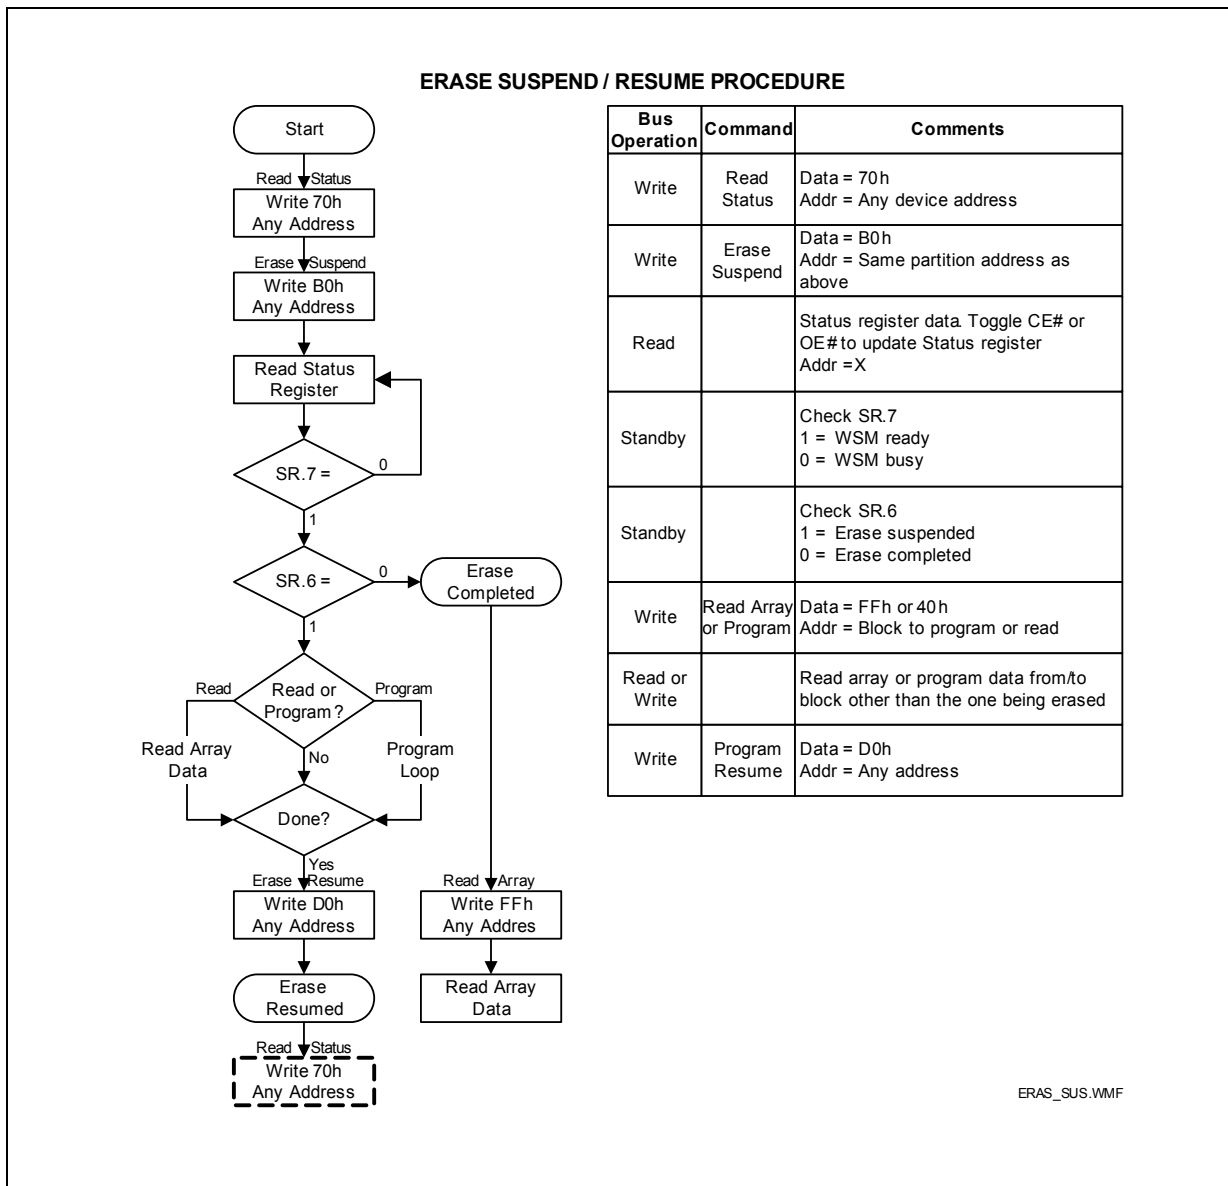 ERASE SUSPEND / RESUME PROCEDURE
Start
Read Status
Write 70h
Any Address
Erase Suspend
Write B0h
Any Address
Read Status
Register
SR.7 =
0
1
SR.6 =
0
Erase
Completed
1
Read
Read or
Program?
Program
Read Array
Data
No
Program
Loop
Done?
Yes
Erase Resume
Write D0h
Any Address
Read Array
Write FFh
Any Addres
Erase
Resumed
Read Array
Data
Read Status
Write 70h
Any Address
Bus
Operation
Command
Comments
Write
Read
Status
Data = 70h
Addr = Any device address
Write
Erase
Suspend
Data = B0h
Addr = Same partition address as
above
Read
Status register data. Toggle CE# or
OE# to update Status register
Addr =X
Standby
Check SR.7
1 = WSM ready
0 = WSM busy
Standby
Check SR.6
1 = Erase suspended
0 = Erase completed
Write
Read Array
or Program
Data = FFh or 40h
Addr = Block to program or read
Read or
Write
Read array or program data from/to
block other than the one being erased
Write
Program
Resume
Data = D0h
Addr = Any address
ERAS_SUS.WMF